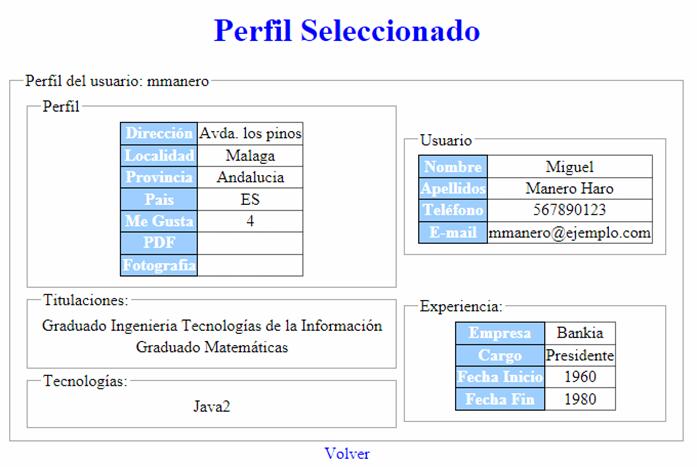 Perfil Seleccionado
Perfil del usuario: mmanero
Perfil
Dirección Avda. los pinos
Localidad Malaga
Provincia Andalucia
Pais ES
Me Gusta 4
PDF
Fotografia
Titulaciones:
Graduado Ingenieria Tecnologías de la Información
Graduado Matemáticas
Tecnologías:
Java2
Usuario
Nombre Miguel
Apellidos Manero Haro
Teléfono 567890123
E-mail mmanero@ejemplo.com
Experiencia:
Empresa Bankia
Cargo Presidente
Fecha Inicio 1960
Fecha Fin 1980
Volver